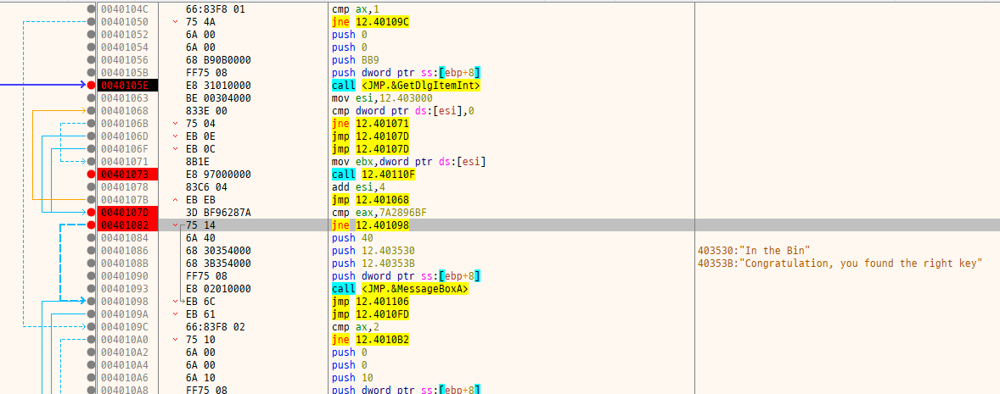 0040104C 66:83F8 01 cmp ax,1
00401050 75 4A jne 12.40109C
00401052 6A 00 push 0
00401054 6A 00 push 0
00401056 68 B90B0000 push BB9
0040105B FF75 08 push dword ptr ss:[ebp+8]
0040105E E8 31010000 call <JMP.&GetDlgItemInt>
00401063 BE 00304000 mov esi,12.403000
00401068 833E 00 cmp dword ptr ds:[esi],0
0040106B 75 04 jne 12.401071
0040106D EB 0E jmp 12.40107D
0040106F EB 0C jmp 12.40107D
00401071 8B1E mov ebx,dword ptr ds:[esi]
00401073 E8 97000000 call 12.40110F
00401078 83C6 04 add esi,4
0040107B EB EB jmp 12.401068
0040107D 3D BF96287A cmp eax,7A2896BF
00401082 75 14 jne 12.401098
00401084 6A 40 push 40
00401086 68 30354000 push 12.403530 403530:"In the Bin"
0040108B 68 3B354000 push 12.40353B 40353B:"Congratulation, you found the right key"
00401090 FF75 08 push dword ptr ss:[ebp+8]
00401093 E8 02010000 call <JMP.&MessageBoxA>
00401098 EB 6C jmp 12.401106
0040109A EB 61 jmp 12.4010FD
0040109C 66:83F8 02 cmp ax,2
004010A0 75 10 jne 12.4010B2
004010A2 6A 00 push 0
004010A4 6A 00 push 0
004010A6 6A 10 push 10
004010A8 FF75 08 push dword ptr ss:[ebp+8]